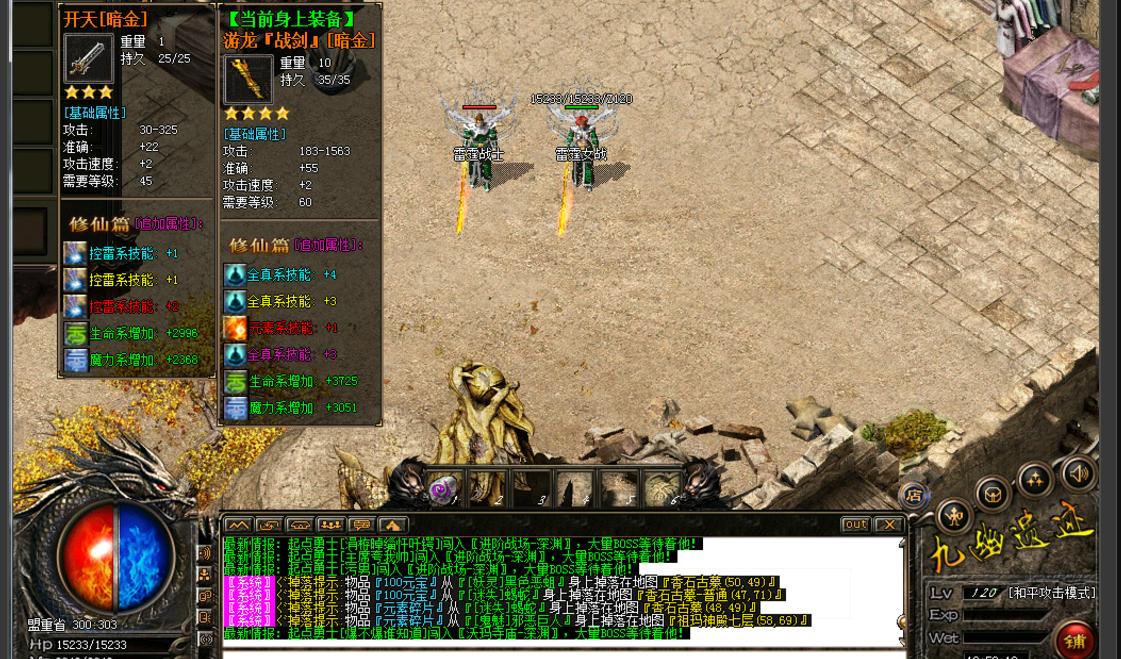 开天[暗金]
重量 1
持久 25/25
[基础属性]
攻击: 30-325
准确: +22
攻击速度: +2
需要等级: 45
修仙篇[追加属性]:
控雷系技能: +1
控雷系技能: +1
控雷系技能: +2
生命系增加: +2996
魔力系增加: +2368
【当前身上装备】
游龙『战剑』[暗金]
重量 10
持久 35/35
[基础属性]
攻击: 183-1563
准确 +55
攻击速度 +2
需要等级: 60
修仙篇[追加属性]:
全真系技能: +4
全真系技能: +3
元素系技能: +1
全真系技能: +3
生命系增加: +3725
魔力系增加: +3051
15233/15233/Z120
雷霆战士
雷霆女战
1 2 3 4 5 6
out X
店
最新情报: 起点勇士闯入〖进阶战场-深渊〗, 大量BOSS等待着他!
最新情报: 起点勇士闯入〖进阶战场-深渊〗, 大量BOSS等待着他!
最新情报: 起点勇士闯入〖进阶战场-深渊〗, 大量BOSS等待着他!
〖系统〗掉落提示:物品『100元宝』从『[妖灵]黑色恶蛆』身上掉落在地图『香石古墓(50,49)』
〖系统〗掉落提示:物品『100元宝』从『[迷失]蝎蛇』身上掉落在地图『香石古墓-普通(47,71)』
〖系统〗掉落提示:物品『元素碎片』从『[迷失]蝎蛇』身上掉落在地图『香石古墓(48,49)』
〖系统〗掉落提示:物品『元素碎片』从『[鬼魅]邪恶巨人』身上掉落在地图『祖玛神殿七层(58,69)』
最新情报: 起点勇士[爆不爆谁知道]闯入〖沃玛寺庙-深渊〗, 大量BOSS等待着他!
九幽遗迹
Lv 120 [和平攻击模式]
Exp
Wet
铺
盟重省 300:303
Hp 15233/15233